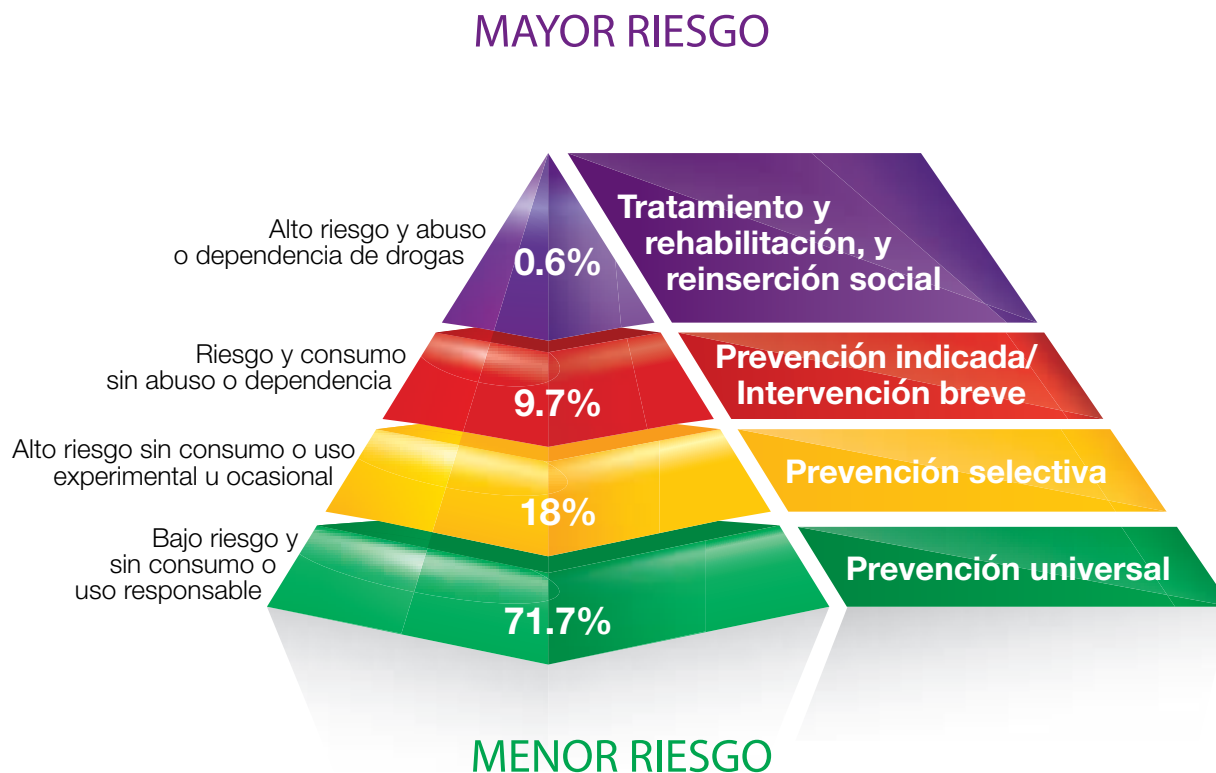 MAYOR RIESGO
Alto riesgo y abuso
o dependencia de drogas
0.6%
Tratamiento y
rehabilitación, y
reinserción social
Riesgo y consumo
sin abuso o dependencia
9.7%
Prevención indicada/
Intervención breve
Alto riesgo sin consumo o uso
experimental u ocasional
18%
Prevención selectiva
Bajo riesgo y
sin consumo o
uso responsable
71.7%
Prevención universal
MENOR RIESGO